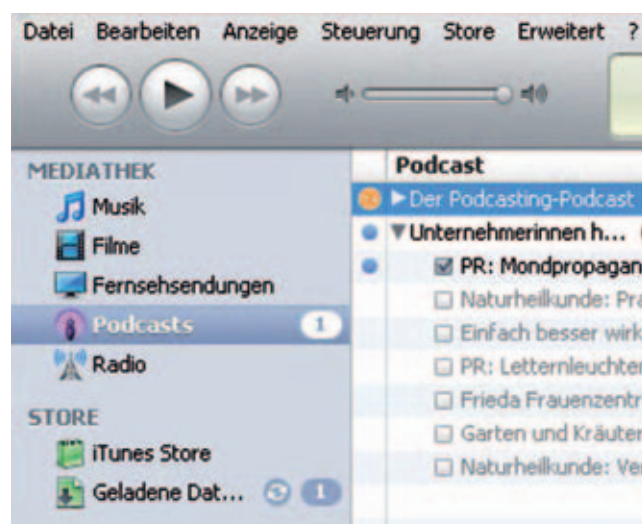 Datei Bearbeiten Anzeige Steuerung Store Erweitert ?
MEDIATHEK
Musik
Filme
Fernsehsendungen
Podcasts 1
Radio
STORE
iTunes Store
Geladene Dat... 1
Podcast
Der Podcasting-Podcast
Unternehmerinnen h...
PR: Mondpropagan
Naturheilkunde: Pra
Einfach besser wirk
PR: Letternleuchten
Frieda Frauenzentr
Garten und Kräuter
Naturheilkunde: Ver